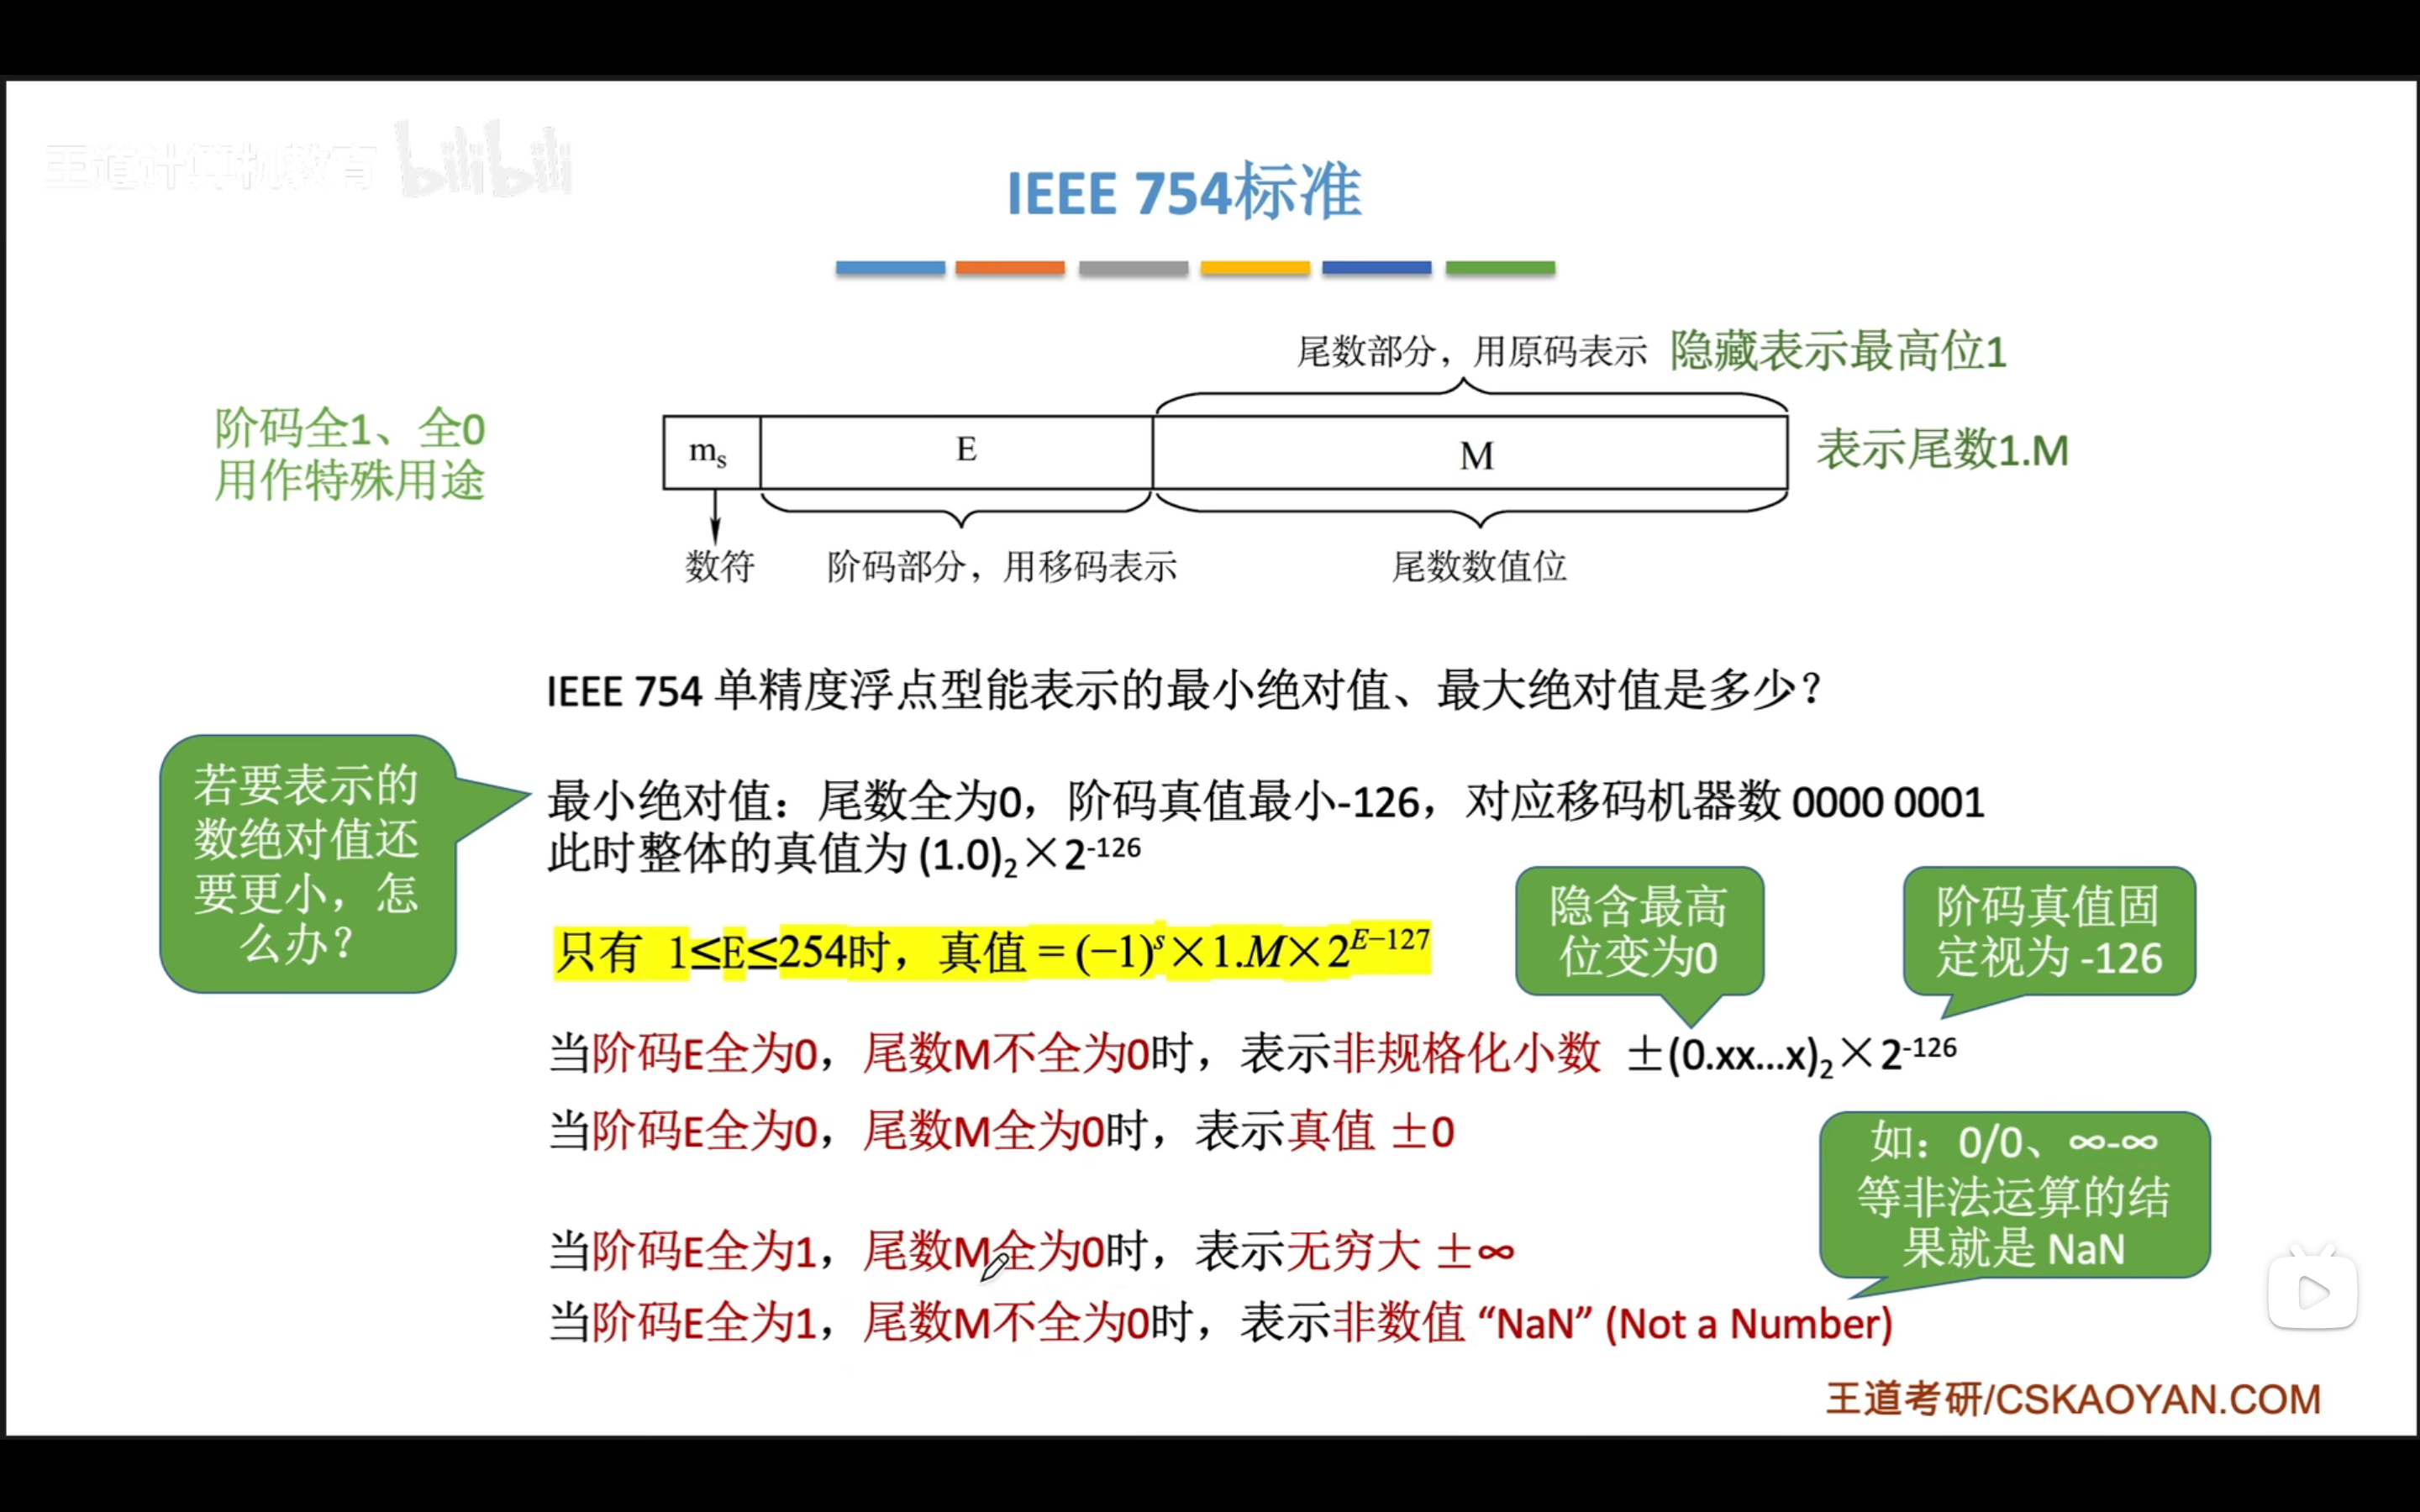 王道计算机教育 bilibili
IEEE 754标准
尾数部分，用原码表示 隐藏表示最高位1
阶码全1、全0
用作特殊用途
mₛ E M
表示尾数1.M
数符 阶码部分，用移码表示 尾数数值位
IEEE 754 单精度浮点型能表示的最小绝对值、最大绝对值是多少？
若要表示的
数绝对值还
要更小，怎
么办？
最小绝对值：尾数全为0，阶码真值最小-126，对应移码机器数 0000 0001
此时整体的真值为 (1.0)₂×2⁻¹²⁶
隐含最高
位变为0
阶码真值固
定视为 -126
只有 1≤E≤254时，真值 = (−1)ˢ×1.M×2ᴱ⁻¹²⁷
当阶码E全为0，尾数M不全为0时，表示非规格化小数 ±(0.xx...x)₂×2⁻¹²⁶
当阶码E全为0，尾数M全为0时，表示真值 ±0
如：0/0、∞-∞
等非法运算的结
果就是 NaN
当阶码E全为1，尾数M全为0时，表示无穷大 ±∞
当阶码E全为1，尾数M不全为0时，表示非数值 “NaN” (Not a Number)
王道考研/CSKAOYAN.COM